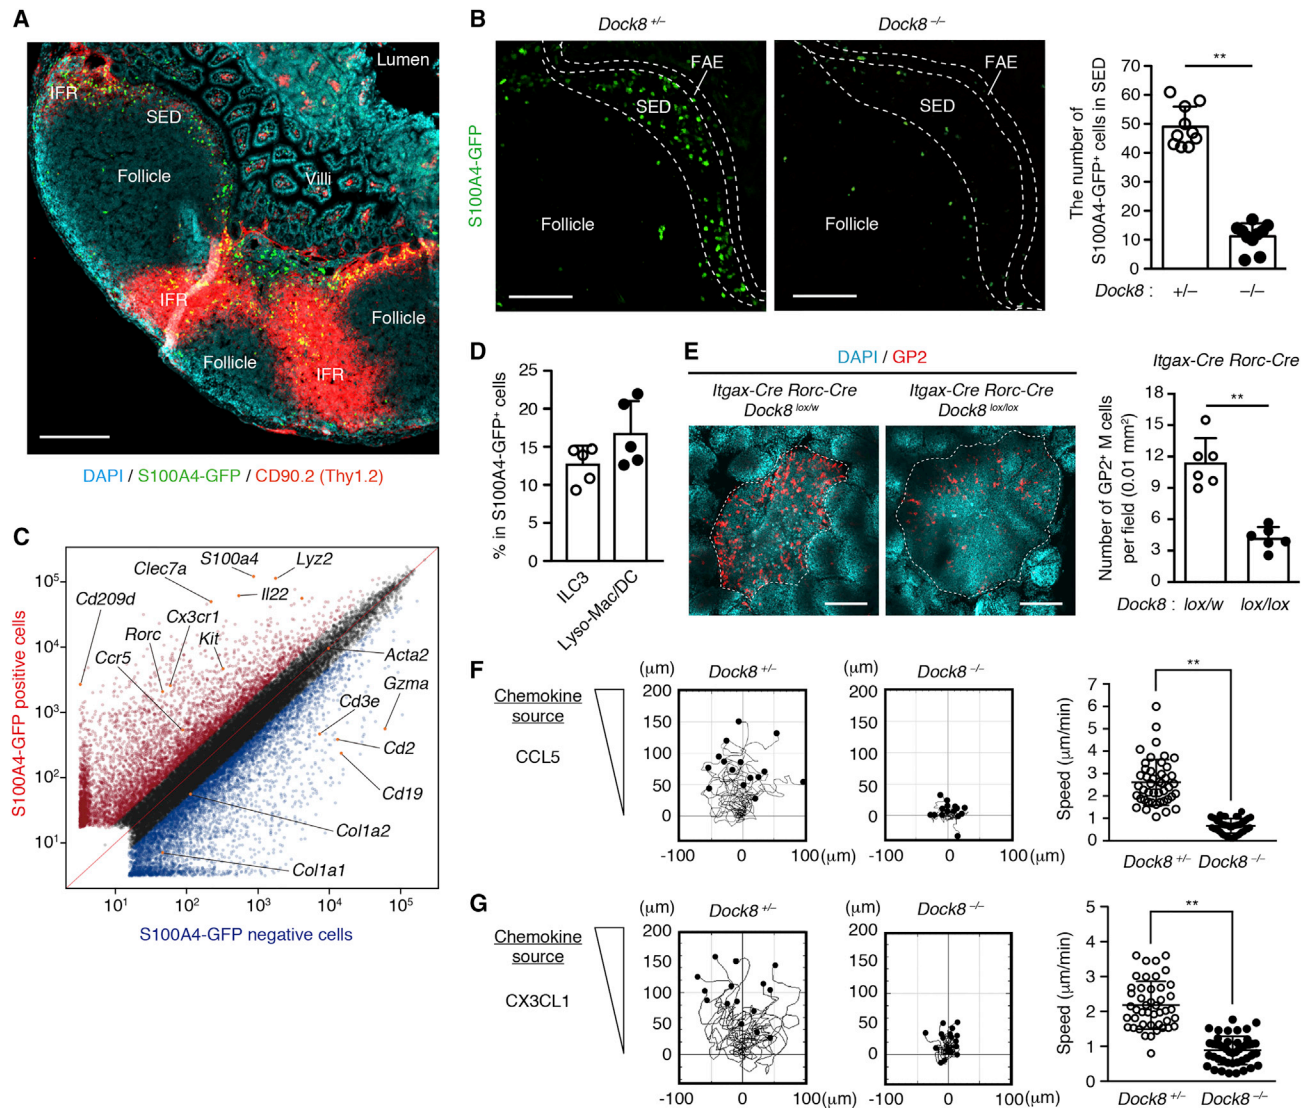 A
IFR
SED
Lumen
Follicle
Villi
IFR
Follicle
Follicle
IFR
DAPI / S100A4-GFP / CD90.2 (Thy1.2)
B
Dock8 +/–
Dock8 –/–
S100A4-GFP
FAE
SED
Follicle
FAE
SED
Follicle
The number of
S100A4-GFP+ cells in SED
70
60
50
40
30
20
10
0
**
Dock8 : +/– –/–
C
S100A4-GFP positive cells
10⁵
10⁴
10³
10²
10¹
S100a4
Lyz2
Clec7a
Il22
Cd209d
Cx3cr1
Rorc
Kit
Ccr5
Acta2
Gzma
Cd3e
Cd2
Cd19
Col1a2
Col1a1
10¹ 10² 10³ 10⁴ 10⁵
S100A4-GFP negative cells
D
% in S100A4-GFP+ cells
25
20
15
10
5
0
ILC3
Lyso-Mac/DC
E
DAPI / GP2
Itgax-Cre Rorc-Cre
Dock8 lox/w
Itgax-Cre Rorc-Cre
Dock8 lox/lox
Itgax-Cre Rorc-Cre
Number of GP2+ M cells
per field (0.01 mm²)
18
15
12
9
6
3
0
**
Dock8 : lox/w lox/lox
F
Chemokine
source
CCL5
(μm)
Dock8 +/–
200
150
100
50
0
-100 0 100 (μm)
(μm)
Dock8 –/–
200
150
100
50
0
-100 0 100 (μm)
Speed (μm/min)
7
6
5
4
3
2
1
0
**
Dock8 +/– Dock8 –/–
G
Chemokine
source
CX3CL1
(μm)
Dock8 +/–
200
150
100
50
0
-100 0 100 (μm)
(μm)
Dock8 –/–
200
150
100
50
0
-100 0 100 (μm)
Speed (μm/min)
5
4
3
2
1
0
**
Dock8 +/– Dock8 –/–